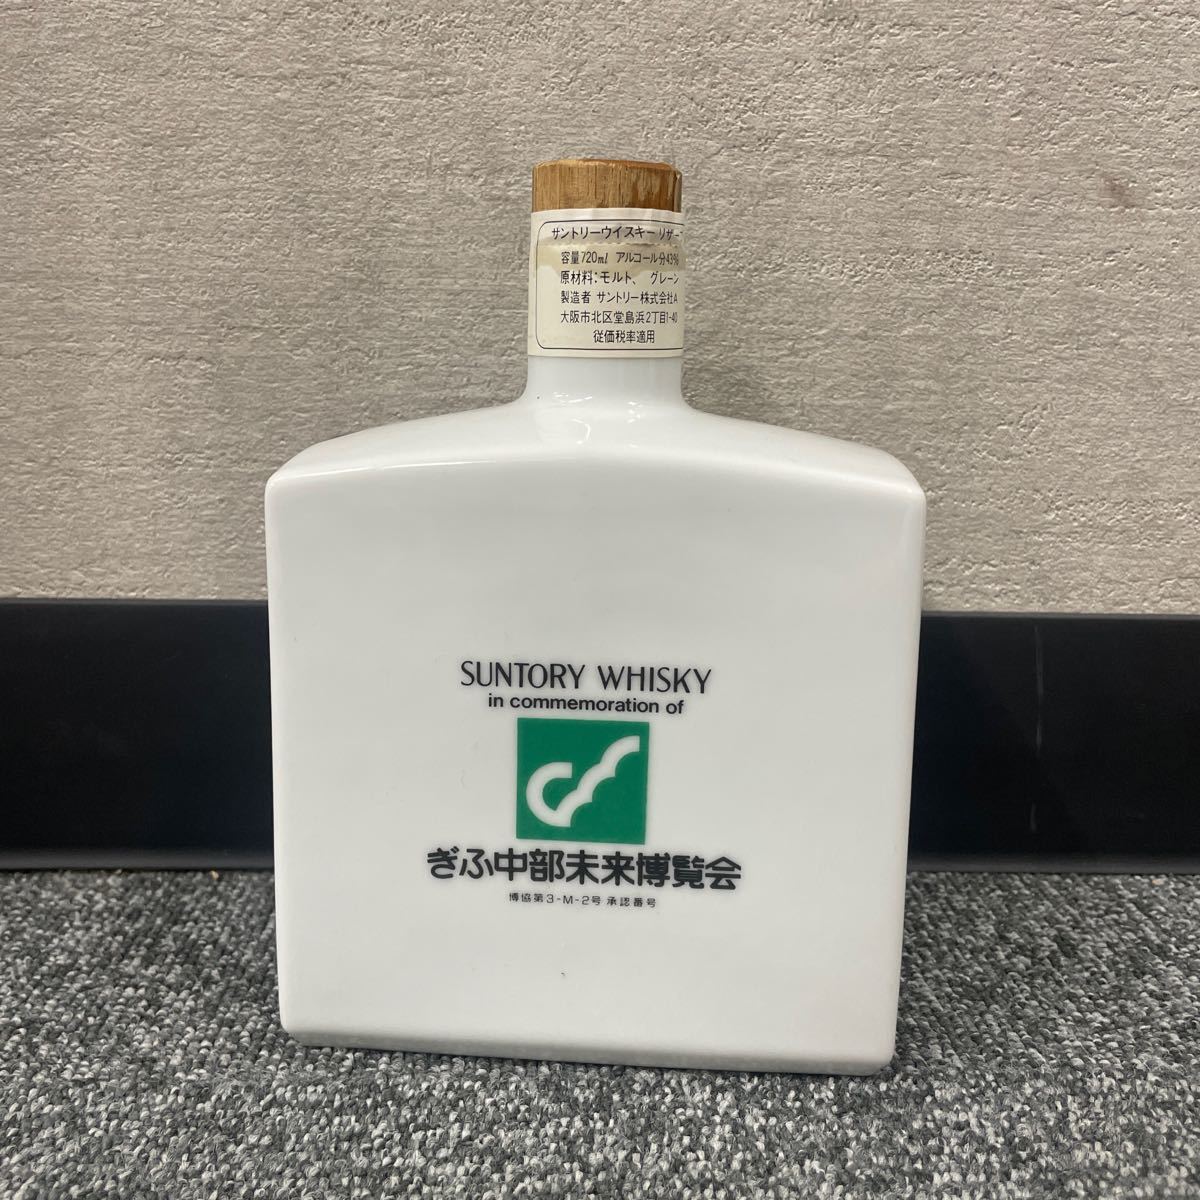 サントリーウイスキー リザー
容量720ml アルコール分43%
原材料:モルト、グレーン
製造者 サントリー株式会社A
大阪市北区堂島浜2丁目1-40
従価税率適用
SUNTORY WHISKY
in commemoration of
ぎふ中部未来博覧会
博協第3-M-2号 承認番号